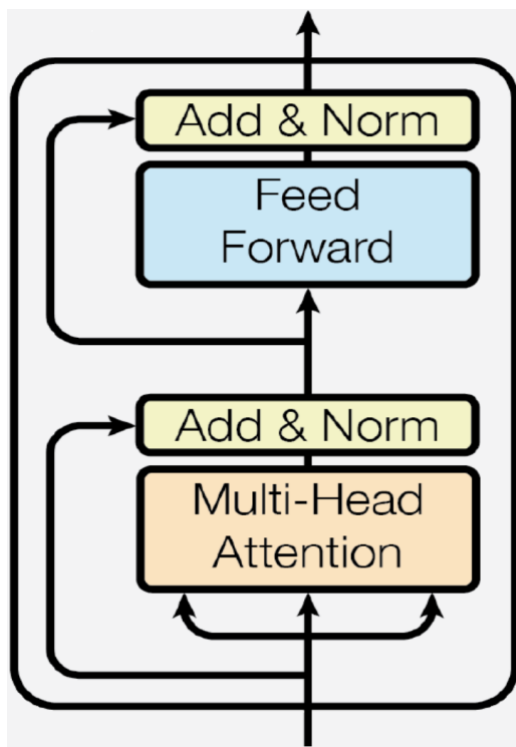 Add & Norm
Feed
Forward
Add & Norm
Multi-Head
Attention